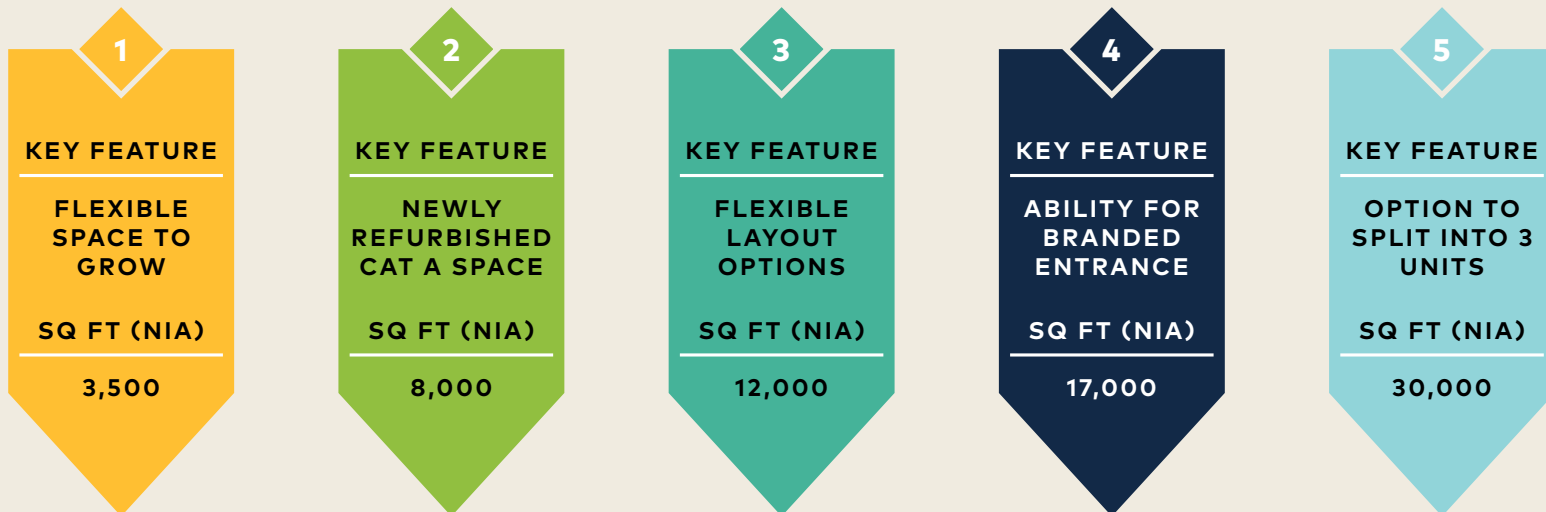 1
KEY FEATURE
FLEXIBLE
SPACE TO
GROW
SQ FT (NIA)
3,500
2
KEY FEATURE
NEWLY
REFURBISHED
CAT A SPACE
SQ FT (NIA)
8,000
3
KEY FEATURE
FLEXIBLE
LAYOUT
OPTIONS
SQ FT (NIA)
12,000
4
KEY FEATURE
ABILITY FOR
BRANDED
ENTRANCE
SQ FT (NIA)
17,000
5
KEY FEATURE
OPTION TO
SPLIT INTO 3
UNITS
SQ FT (NIA)
30,000